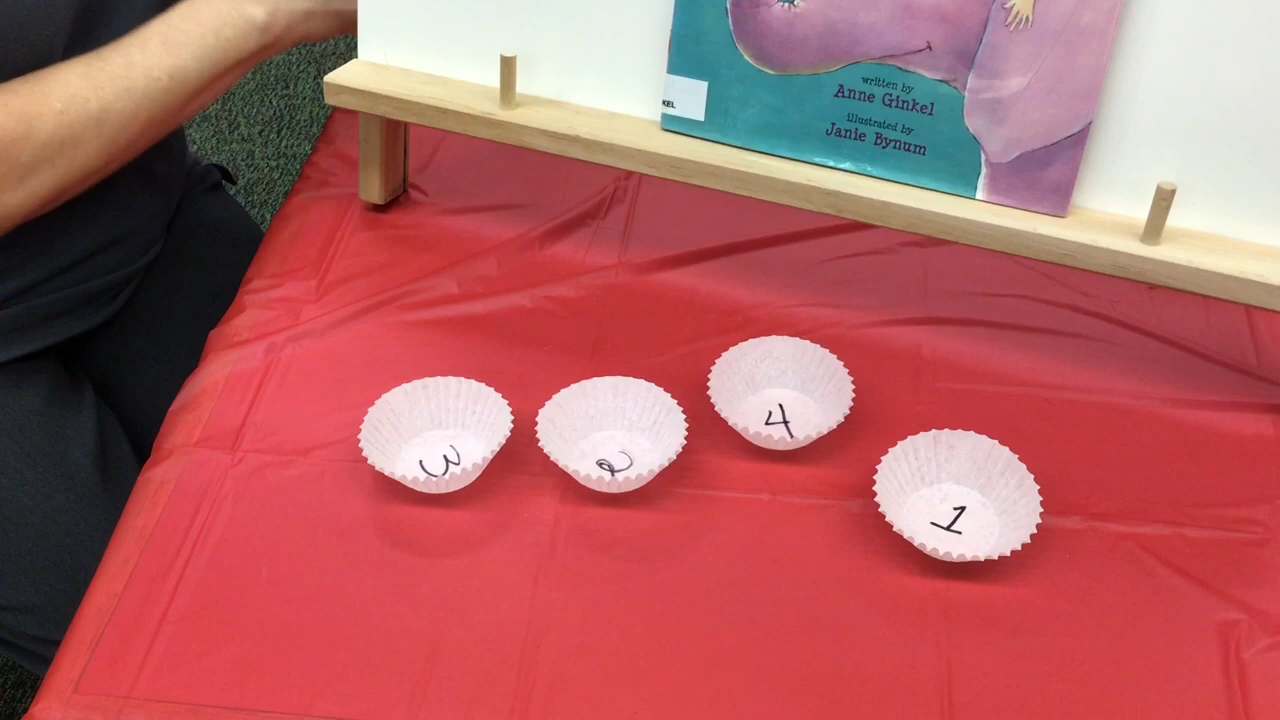 KEL
written by
Anne Ginkel
illustrated by
Janie Bynum
3
2
4
1